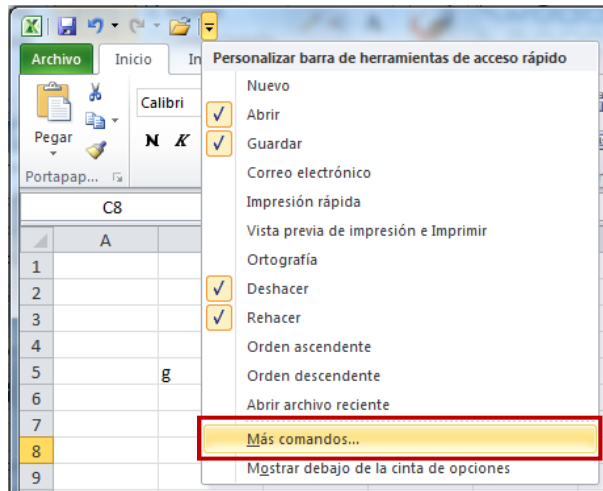 Archivo Inicio In
Personalizar barra de herramientas de acceso rápido
Nuevo
Abrir
Guardar
Correo electrónico
Impresión rápida
Vista previa de impresión e Imprimir
Ortografía
Deshacer
Rehacer
Orden ascendente
Orden descendente
Abrir archivo reciente
Más comandos...
Mostrar debajo de la cinta de opciones
Calibri
Pegar
N K
Portapap...
C8
A
1
2
3
4
5 g
6
7
8
9